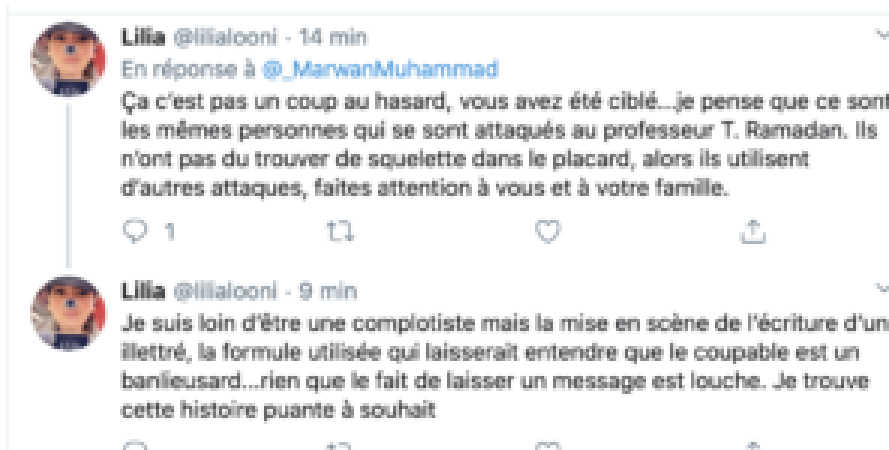 Lilia @lilialooni · 14 min
En réponse à @_MarwanMuhammad
Ça c'est pas un coup au hasard, vous avez été ciblé...je pense que ce sont
les mêmes personnes qui se sont attaqués au professeur T. Ramadan. Ils
n'ont pas du trouver de squelette dans le placard, alors ils utilisent
d'autres attaques, faites attention à vous et à votre famille.
1
Lilia @lilialooni · 9 min
Je suis loin d'être une complotiste mais la mise en scène de l'écriture d'un
illettré, la formule utilisée qui laisserait entendre que le coupable est un
banlieusard...rien que le fait de laisser un message est louche. Je trouve
cette histoire puante à souhait